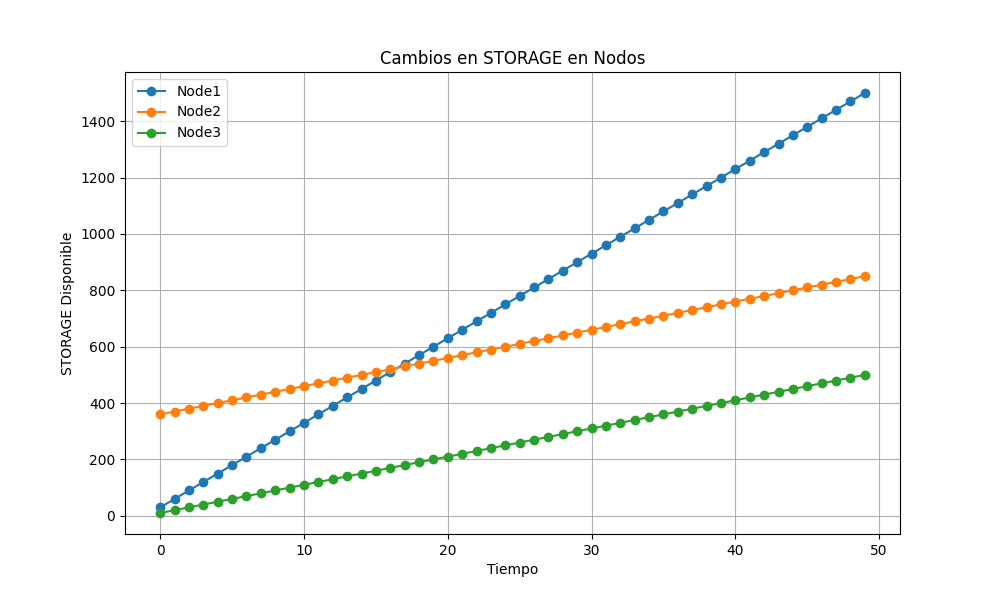 Cambios en STORAGE en Nodos
Node1
Node2
Node3
STORAGE Disponible
1400
1200
1000
800
600
400
200
0
0 10 20 30 40 50
Tiempo